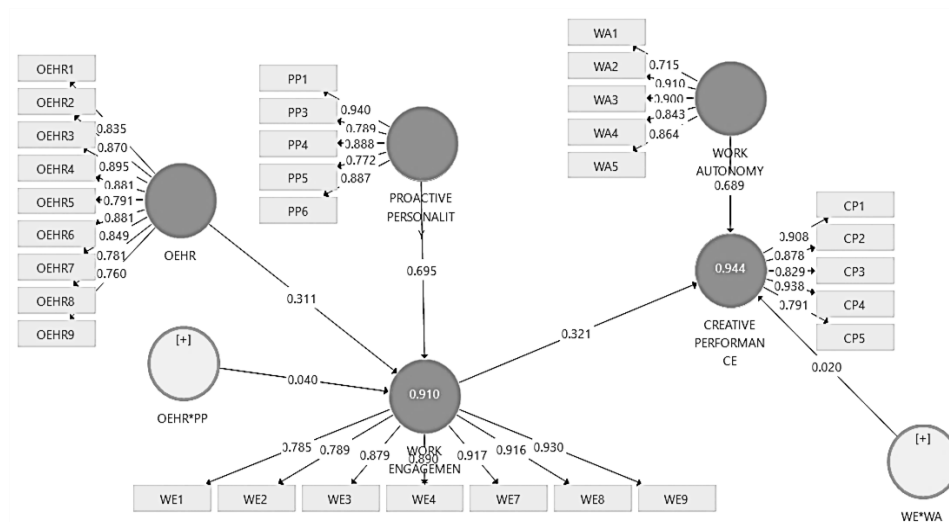 OEHR1
OEHR2
OEHR3
OEHR4
OEHR5
OEHR6
OEHR7
OEHR8
OEHR9
0.835
0.870
0.895
0.881
0.791
0.881
0.849
0.781
0.760
OEHR
PP1
PP3
PP4
PP5
PP6
0.940
0.789
0.888
0.772
0.887
PROACTIVE
PERSONALIT
Y
WA1
WA2
WA3
WA4
WA5
0.715
0.910
0.900
0.843
0.864
WORK
AUTONOMY
0.689
CP1
CP2
CP3
CP4
CP5
0.908
0.878
0.829
0.938
0.791
0.944
CREATIVE
PERFORMAN
CE
0.695
0.311
0.321
0.020
[+]
OEHR*PP
0.040
0.910
WORK
ENGAGEMEN
0.785
0.789
0.879
0.890
0.917
0.916
0.930
WE1
WE2
WE3
WE4
WE7
WE8
WE9
[+]
WE*WA